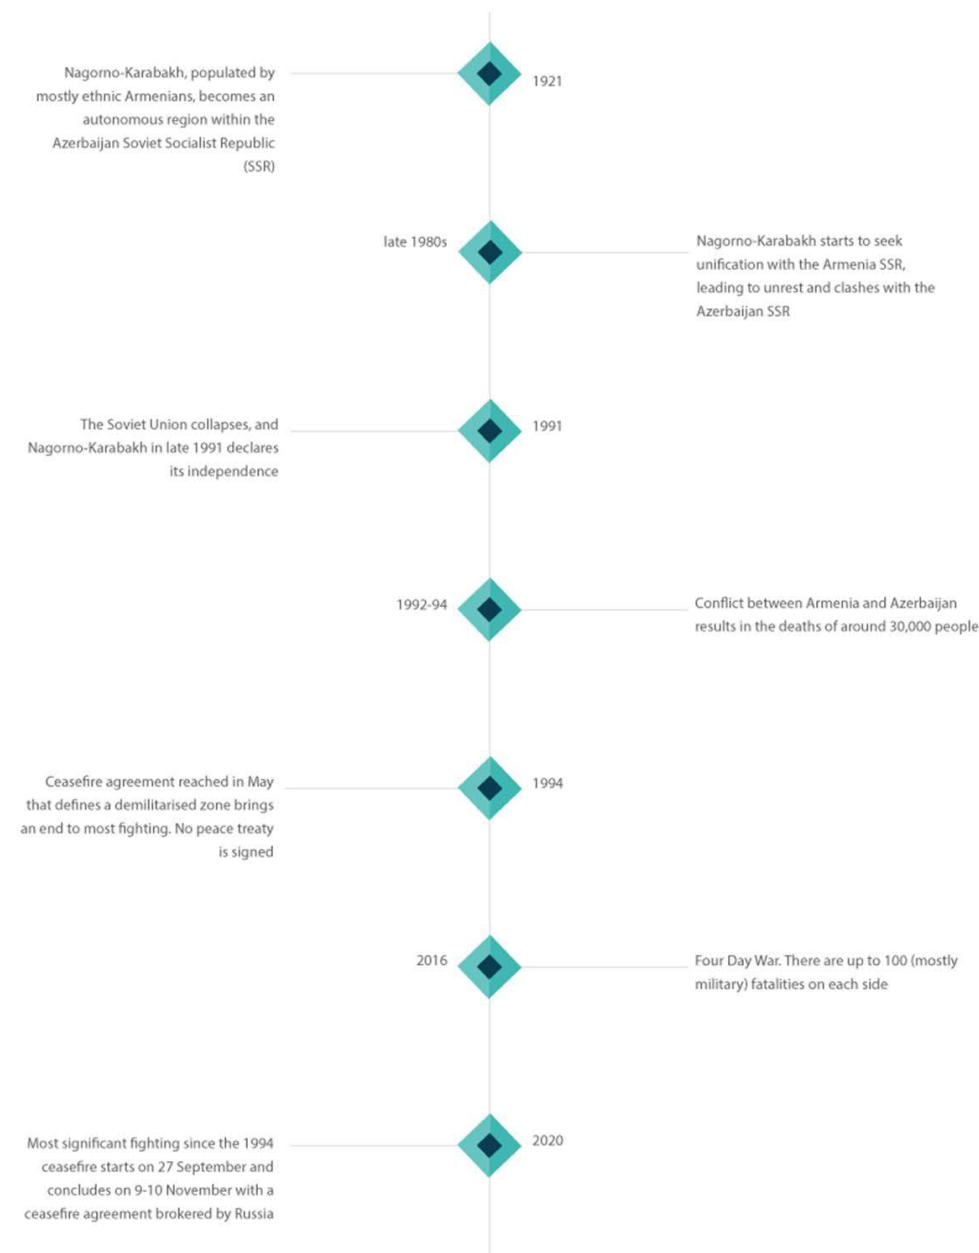 Nagorno-Karabakh, populated by
mostly ethnic Armenians, becomes an
autonomous region within the
Azerbaijan Soviet Socialist Republic
(SSR)
1921
late 1980s
Nagorno-Karabakh starts to seek
unification with the Armenia SSR,
leading to unrest and clashes with the
Azerbaijan SSR
The Soviet Union collapses, and
Nagorno-Karabakh in late 1991 declares
its independence
1991
1992-94
Conflict between Armenia and Azerbaijan
results in the deaths of around 30,000 people
Ceasefire agreement reached in May
that defines a demilitarised zone brings
an end to most fighting. No peace treaty
is signed
1994
2016
Four Day War. There are up to 100 (mostly
military) fatalities on each side
Most significant fighting since the 1994
ceasefire starts on 27 September and
concludes on 9-10 November with a
ceasefire agreement brokered by Russia
2020